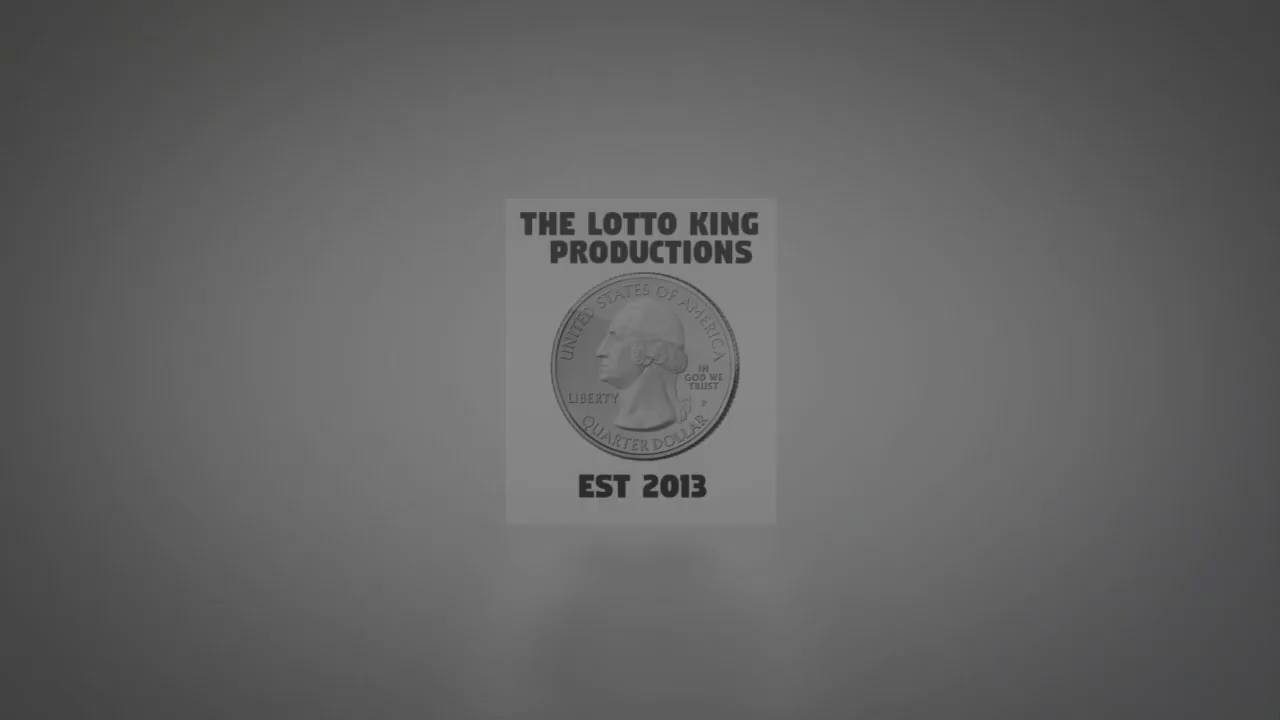 THE LOTTO KING
PRODUCTIONS
UNITED STATES OF AMERICA
IN
GOD WE
TRUST
LIBERTY
P
QUARTER DOLLAR
EST 2013